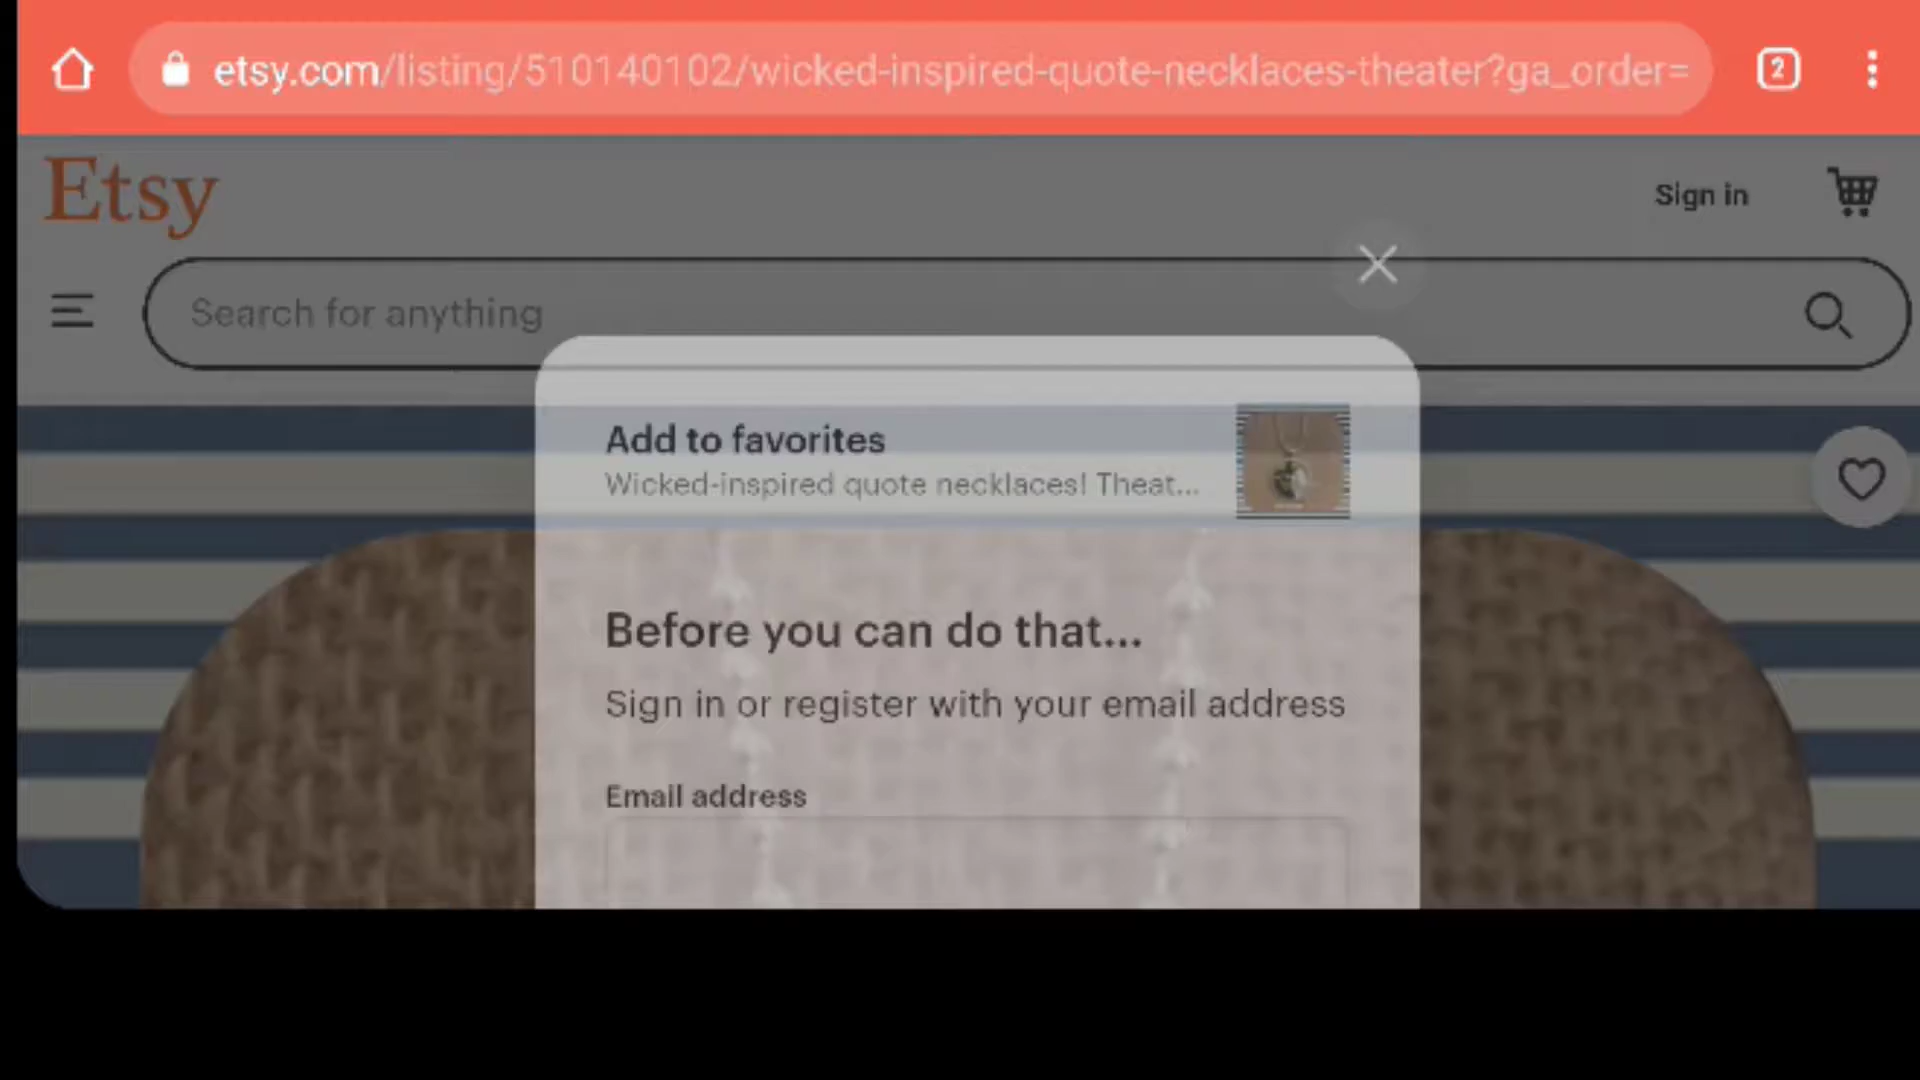 etsy.com/listing/510140102/wicked-inspired-quote-necklaces-theater?ga_order=
2
Etsy
Sign in
Search for anything
Add to favorites
Wicked-inspired quote necklaces! Theat...
Before you can do that...
Sign in or register with your email address
Email address